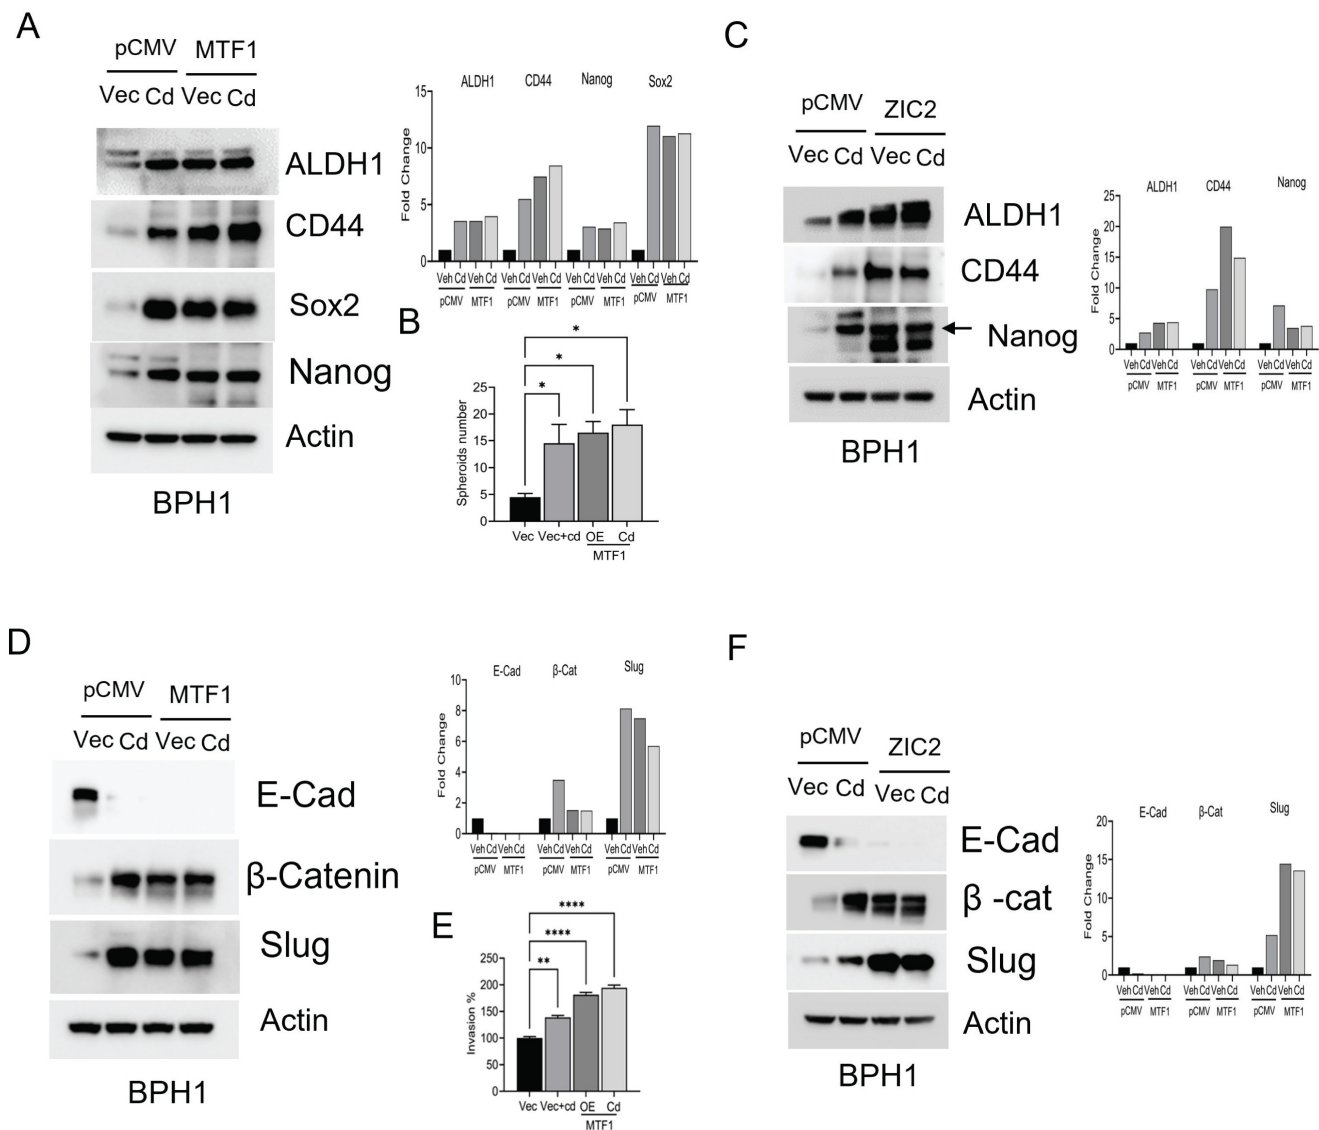 A
pCMV MTF1
Vec Cd Vec Cd
ALDH1
CD44
Sox2
Nanog
Actin
BPH1
ALDH1 CD44 Nanog Sox2
Fold Change
15
10
5
0
Veh Cd Veh Cd Veh Cd Veh Cd Veh Cd Veh Cd Veh Cd Veh Cd
pCMV MTF1 pCMV MTF1 pCMV MTF1 pCMV MTF1
B
* 
*
*
Spheroids number
25
20
15
10
5
0
Vec Vec+cd OE Cd
MTF1
C
pCMV ZIC2
Vec Cd Vec Cd
ALDH1
CD44
Nanog
Actin
BPH1
ALDH1 CD44 Nanog
Fold Change
25
20
15
10
5
0
Veh Cd Veh Cd Veh Cd Veh Cd Veh Cd Veh Cd
pCMV MTF1 pCMV MTF1 pCMV MTF1
D
pCMV MTF1
Vec Cd Vec Cd
E-Cad
β-Catenin
Slug
Actin
BPH1
E-Cad β-Cat Slug
Fold Change
10
8
6
4
2
0
Veh Cd Veh Cd Veh Cd Veh Cd Veh Cd Veh Cd
pCMV MTF1 pCMV MTF1 pCMV MTF1
E
****
****
**
Invasion %
250
200
150
100
50
0
Vec Vec+cd OE Cd
MTF1
F
pCMV ZIC2
Vec Cd Vec Cd
E-Cad
β -cat
Slug
Actin
BPH1
E-Cad β-Cat Slug
Fold Change
20
15
10
5
0
Veh Cd Veh Cd Veh Cd Veh Cd Veh Cd Veh Cd
pCMV MTF1 pCMV MTF1 pCMV MTF1